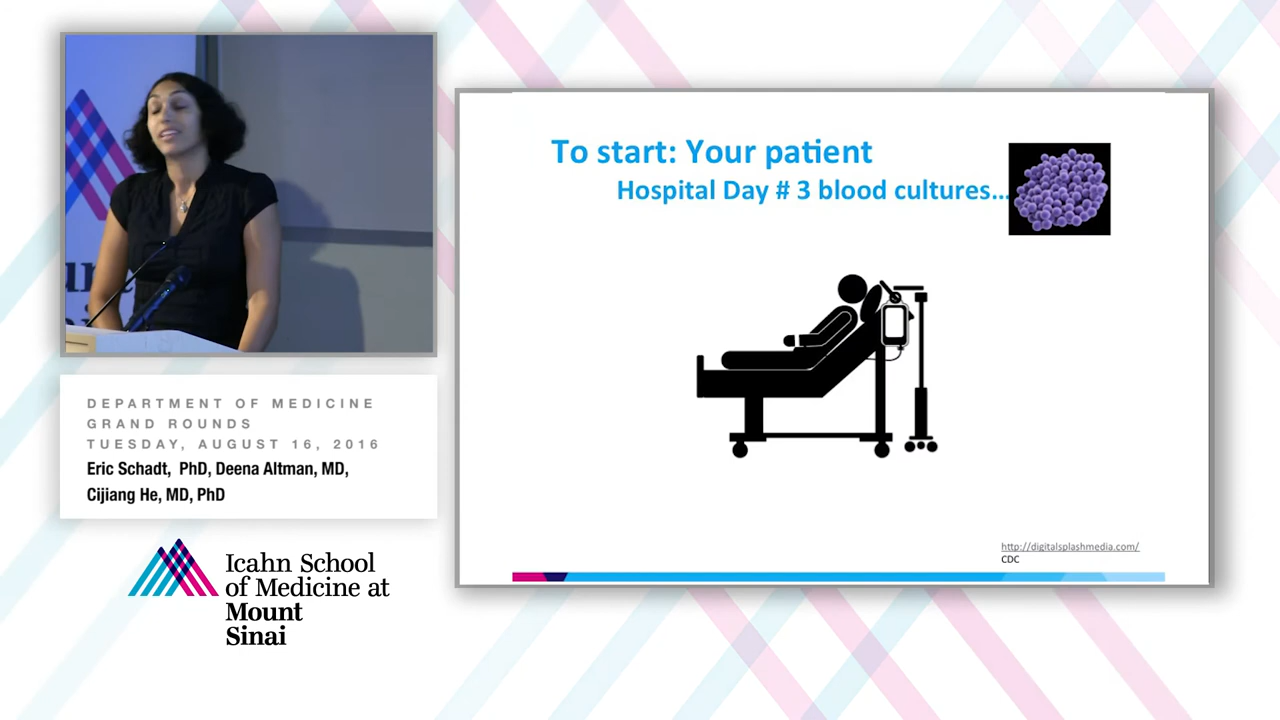 To start: Your patient
Hospital Day # 3 blood cultures...
http://digitalsplashmedia.com/
CDC
DEPARTMENT OF MEDICINE
GRAND ROUNDS
TUESDAY, AUGUST 16, 2016
Eric Schadt, PhD, Deena Altman, MD,
Cijiang He, MD, PhD
Icahn School
of Medicine at
Mount
Sinai